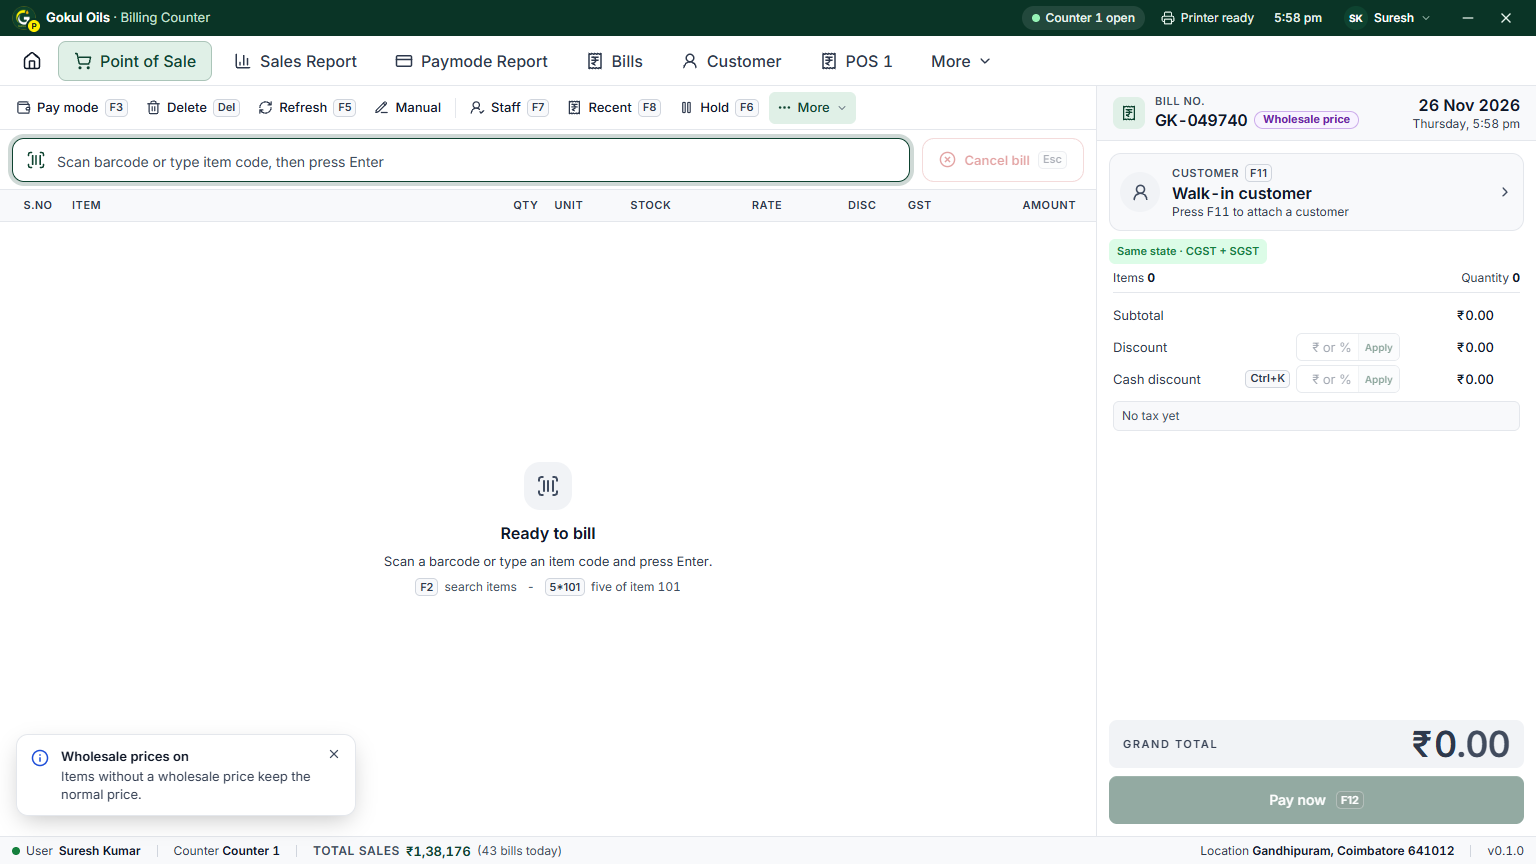 Gokul Oils · Billing Counter
Counter 1 open
Printer ready
5:58 pm
SK Suresh
Point of Sale
Sales Report
Paymode Report
Bills
Customer
POS 1
More
Pay mode F3
Delete Del
Refresh F5
Manual
Staff F7
Recent F8
Hold F6
More
BILL NO.
GK-049740 Wholesale price
26 Nov 2026
Thursday, 5:58 pm
Scan barcode or type item code, then press Enter
Cancel bill Esc
S.NO ITEM QTY UNIT STOCK RATE DISC GST AMOUNT
CUSTOMER F11
Walk-in customer
Press F11 to attach a customer
Same state · CGST + SGST
Items 0 Quantity 0
Subtotal ₹0.00
Discount ₹ or % Apply ₹0.00
Cash discount Ctrl+K ₹ or % Apply ₹0.00
No tax yet
Ready to bill
Scan a barcode or type an item code and press Enter.
F2 search items - 5*101 five of item 101
Wholesale prices on
Items without a wholesale price keep the
normal price.
GRAND TOTAL ₹0.00
Pay now F12
User Suresh Kumar
Counter Counter 1
TOTAL SALES ₹1,38,176 (43 bills today)
Location Gandhipuram, Coimbatore 641012
v0.1.0